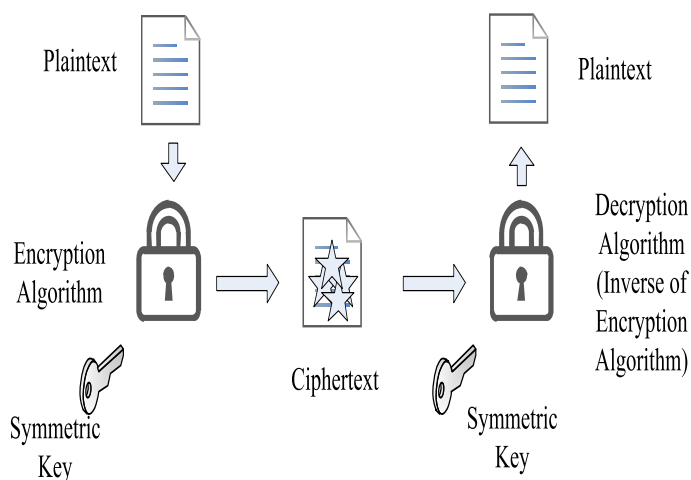 Plaintext
Plaintext
Encryption
Algorithm
Decryption
Algorithm
(Inverse of
Encryption
Algorithm)
Ciphertext
Symmetric
Key
Symmetric
Key